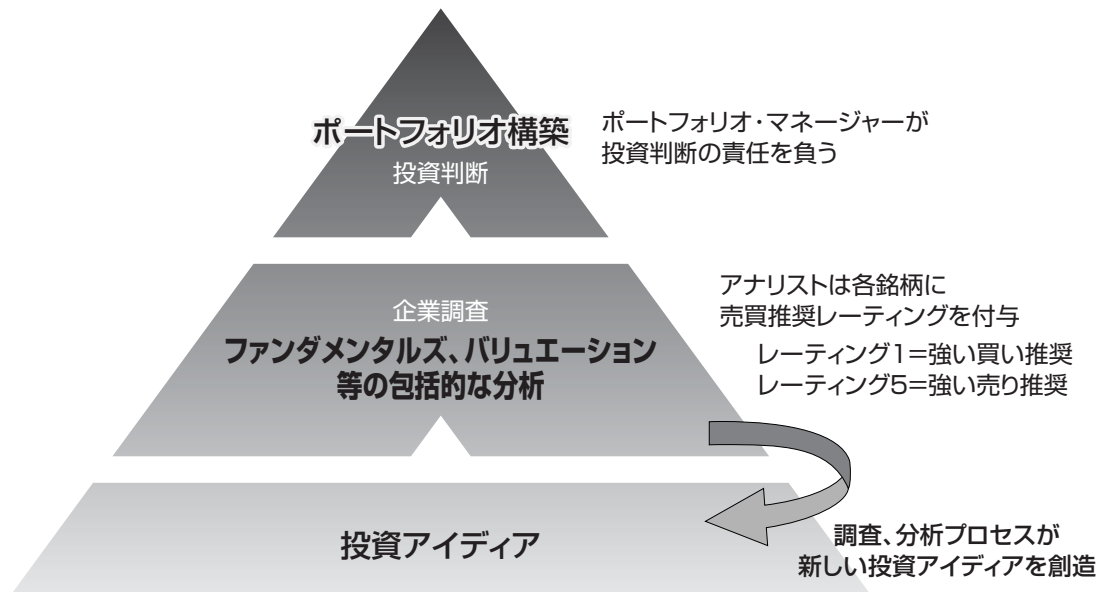 ポートフォリオ構築
投資判断
ポートフォリオ・マネージャーが
投資判断の責任を負う
企業調査
ファンダメンタルズ、バリュエーション
等の包括的な分析
アナリストは各銘柄に
売買推奨レーティングを付与
レーティング1=強い買い推奨
レーティング5=強い売り推奨
投資アイディア
調査、分析プロセスが
新しい投資アイディアを創造